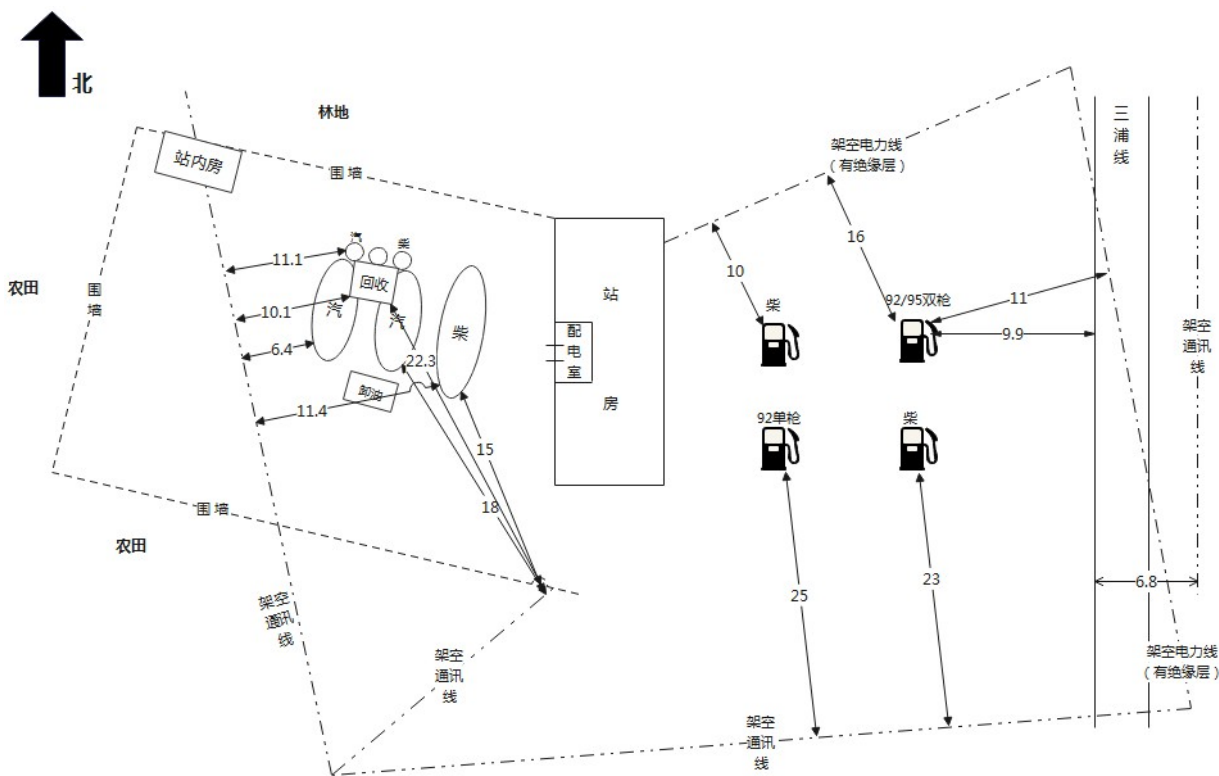 北
林地
架空电力线
（有绝缘层）
三
浦
线
站内房
围 墙
汽
柴
11.1
16
10
回收
农田
围
墙
站
11
柴
92/95双枪
10.1
汽
汽
柴
配
电
室
9.9
架空
通讯
线
6.4
22.3
卸油
房
11.4
92单枪
柴
15
18
围 墙
农田
25
23
6.8
架空
通讯
线
架空
通讯
线
架空电力线
（有绝缘层）
架空
通讯
线